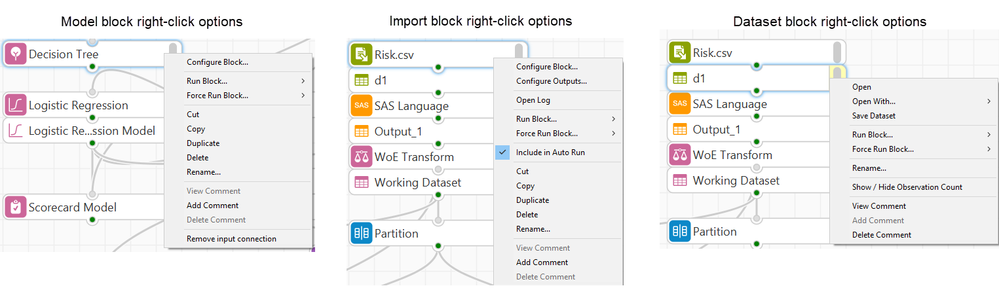 Model block right-click options
Decision Tree
Configure Block...
Run Block...
Force Run Block...
Cut
Copy
Duplicate
Delete
Rename...
View Comment
Add Comment
Delete Comment
Remove input connection
Logistic Regression
Logistic Re...ssion Model
Scorecard Model
Import block right-click options
Risk.csv
d1
SAS SAS Language
Output_1
WoE Transform
Working Dataset
Partition
Configure Block...
Configure Outputs...
Open Log
Run Block...
Force Run Block...
Include in Auto Run
Cut
Copy
Duplicate
Delete
Rename...
View Comment
Add Comment
Delete Comment
Dataset block right-click options
Risk.csv
d1
SAS SAS Language
Output_1
WoE Transform
Working Dataset
Partition
Open
Open With...
Save Dataset
Run Block...
Force Run Block...
Rename...
Show / Hide Observation Count
View Comment
Add Comment
Delete Comment